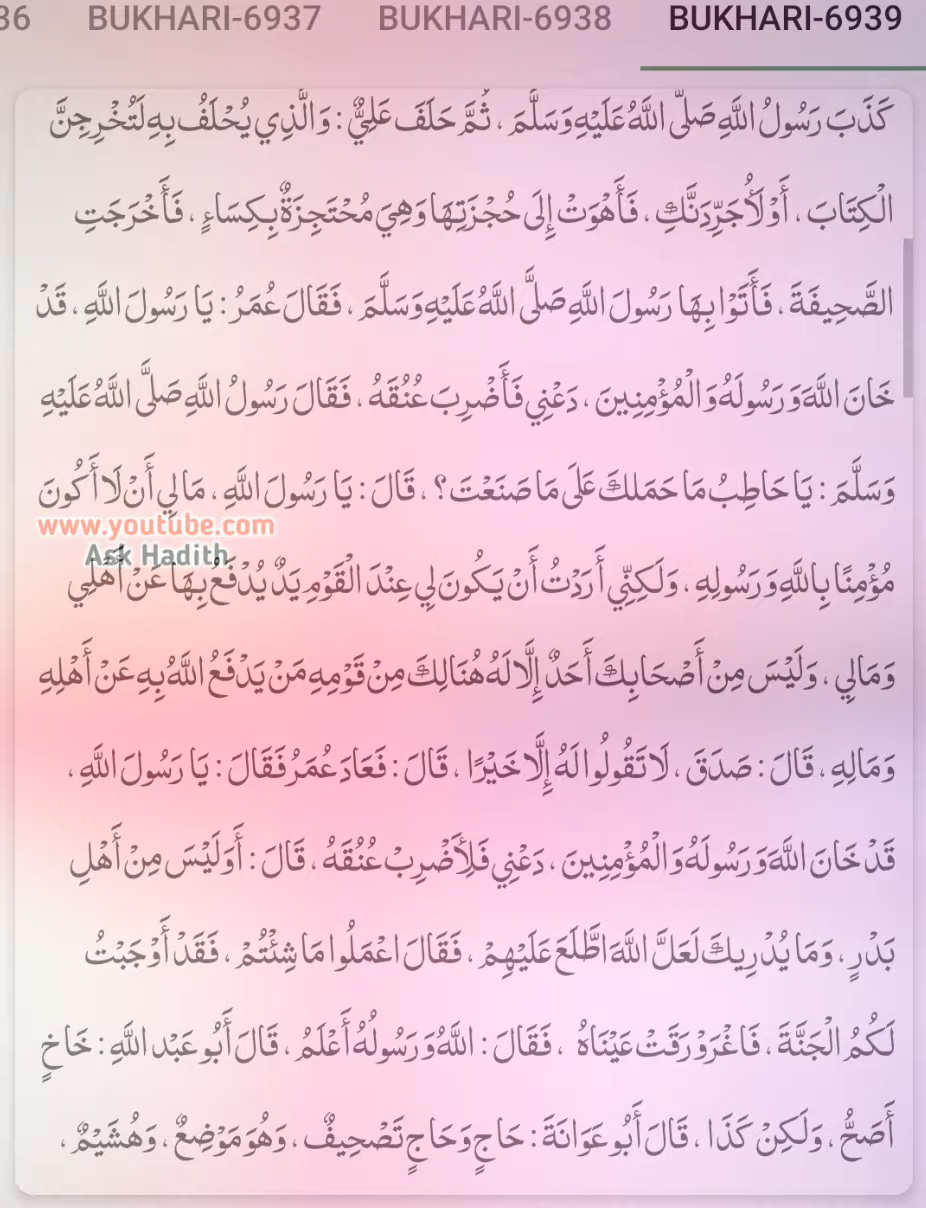 36 BUKHARI-6937 BUKHARI-6938 BUKHARI-6939
كَذَبَ رَسُولُ اللَّهِ صَلَّى اللَّهُ عَلَيْهِ وَسَلَّمَ ، ثُمَّ حَلَفَ عَلِيٌّ : وَالَّذِي يُحْلَفُ بِهِ لَتُخْرِجِنَّ
الْكِتَابَ ، أَوْ لَأُجَرِّدَنَّكِ ، فَأَهْوَتْ إِلَى حُجْزَتِهَا وَهِيَ مُحْتَجِزَةٌ بِكِسَاءٍ ، فَأَخْرَجَتِ
الصَّحِيفَةَ ، فَأَتَوْا بِهَا رَسُولَ اللَّهِ صَلَّى اللَّهُ عَلَيْهِ وَسَلَّمَ ، فَقَالَ عُمَرُ : يَا رَسُولَ اللَّهِ ، قَدْ
خَانَ اللَّهَ وَرَسُولَهُ وَالْمُؤْمِنِينَ ، دَعْنِي فَأَضْرِبَ عُنُقَهُ ، فَقَالَ رَسُولُ اللَّهِ صَلَّى اللَّهُ عَلَيْهِ
وَسَلَّمَ : يَا حَاطِبُ مَا حَمَلَكَ عَلَى مَا صَنَعْتَ ؟ ، قَالَ : يَا رَسُولَ اللَّهِ ، مَا لِي أَنْ لَا أَكُونَ
www.youtube.com
Ask Hadith
مُؤْمِنًا بِاللَّهِ وَرَسُولِهِ ، وَلَكِنِّي أَرَدْتُ أَنْ يَكُونَ لِي عِنْدَ الْقَوْمِ يَدٌ يُدْفَعُ بِهَا عَنْ أَهْلِي
وَمَالِي ، وَلَيْسَ مِنْ أَصْحَابِكَ أَحَدٌ إِلَّا لَهُ هُنَالِكَ مِنْ قَوْمِهِ مَنْ يَدْفَعُ اللَّهُ بِهِ عَنْ أَهْلِهِ
وَمَالِهِ ، قَالَ : صَدَقَ ، لَا تَقُولُوا لَهُ إِلَّا خَيْرًا ، قَالَ : فَعَادَ عُمَرُ فَقَالَ : يَا رَسُولَ اللَّهِ ،
قَدْ خَانَ اللَّهَ وَرَسُولَهُ وَالْمُؤْمِنِينَ ، دَعْنِي فَلِأَضْرِبْ عُنُقَهُ ، قَالَ : أَوَلَيْسَ مِنْ أَهْلِ
بَدْرٍ ، وَمَا يُدْرِيكَ لَعَلَّ اللَّهَ اطَّلَعَ عَلَيْهِمْ ، فَقَالَ اعْمَلُوا مَا شِئْتُمْ ، فَقَدْ أَوْجَبْتُ
لَكُمُ الْجَنَّةَ ، فَاغْرَوْرَقَتْ عَيْنَاهُ ، فَقَالَ : اللَّهُ وَرَسُولُهُ أَعْلَمُ ، قَالَ أَبُو عَبْد اللَّهِ : خَاخٍ
أَصَحُّ ، وَلَكِنْ كَذَا ، قَالَ أَبُو عَوَانَةَ : حَاجٍ وَحَاجٍ تَصْحِيفٌ ، وَهُوَ مَوْضِعٌ ، وَهُشَيْمٌ ،